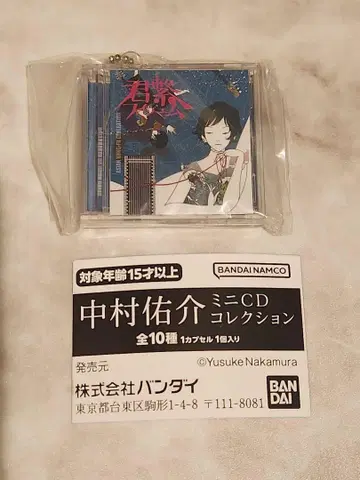 君繋ファイブエム
対象年齢15才以上
BANDAI NAMCO
中村佑介 ミニCD
コレクション
全10種 1カプセル 1個入り
©Yusuke Nakamura
発売元
株式会社バンダイ
東京都台東区駒形1-4-8 〒111-8081
BAN
DAI